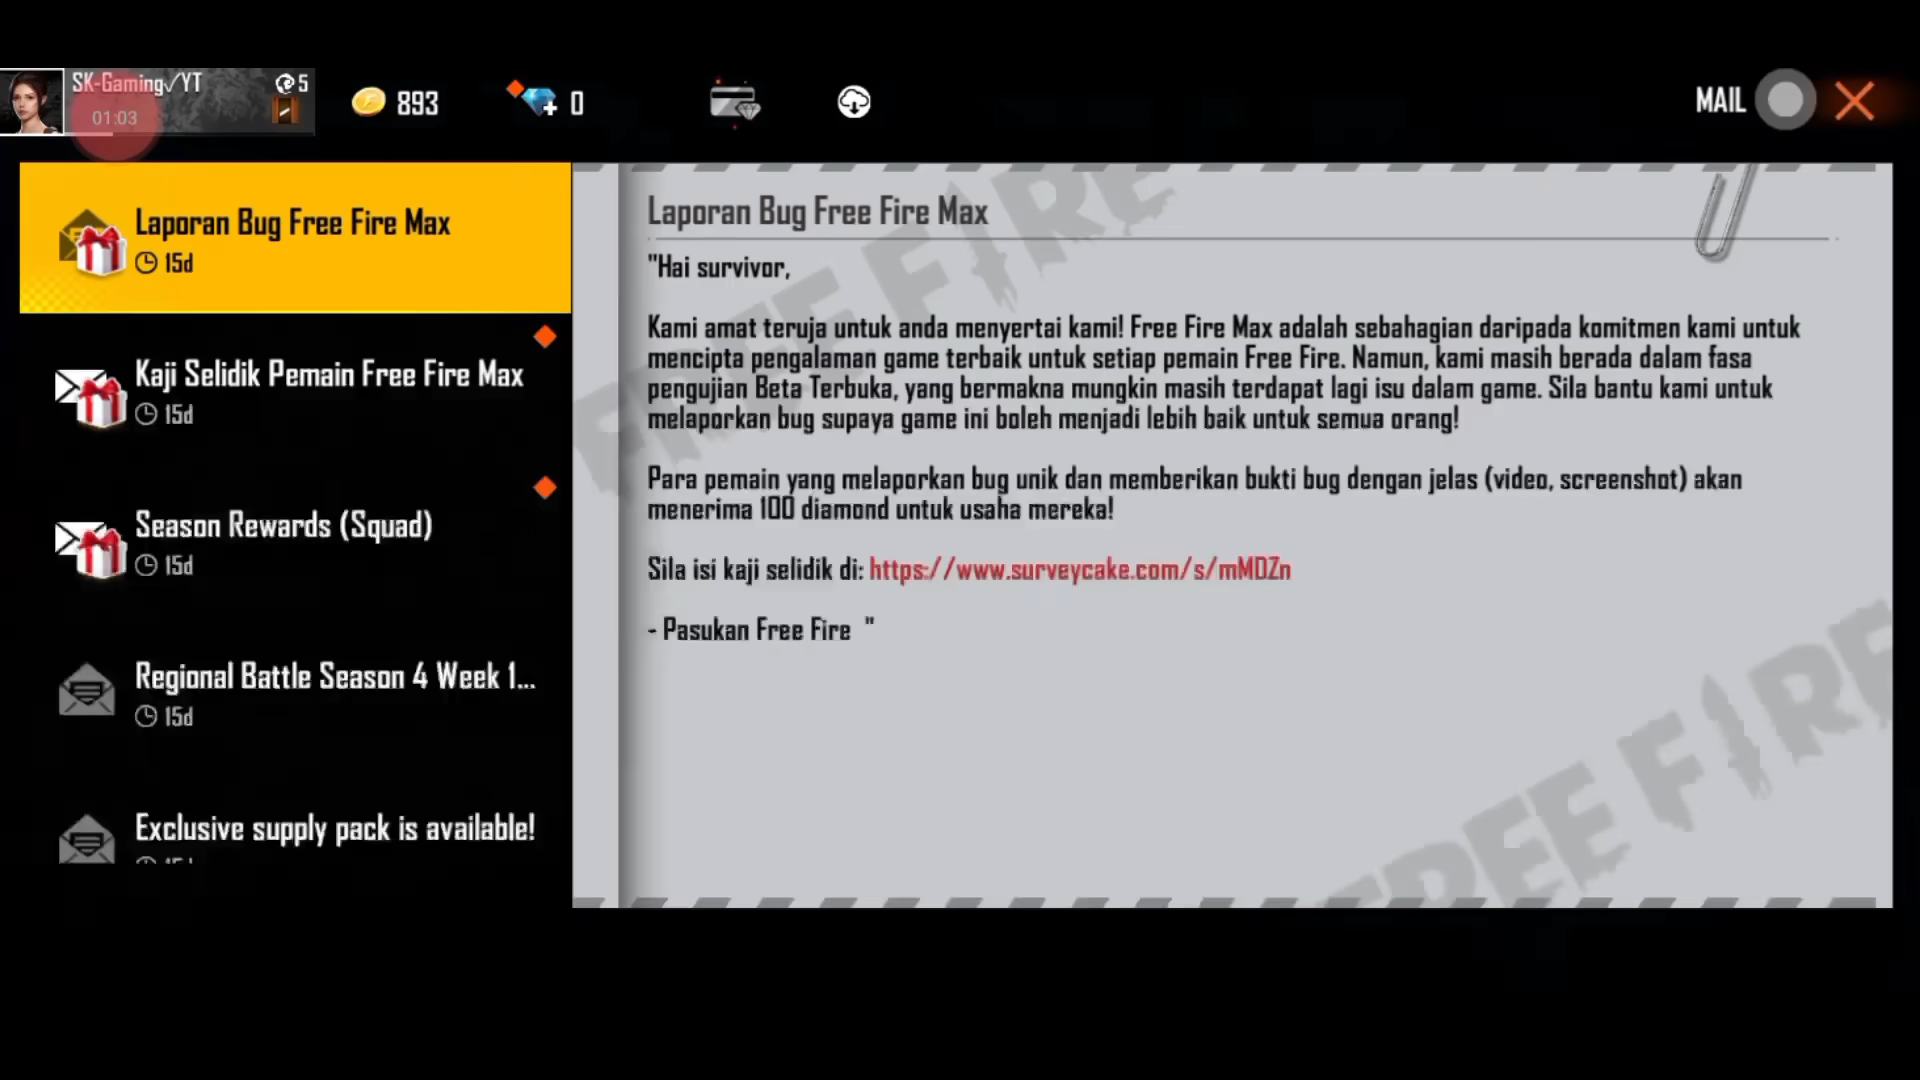 SK-Gaming√YT
5
01:03
893
0
MAIL
Laporan Bug Free Fire Max
15d
Kaji Selidik Pemain Free Fire Max
15d
Season Rewards (Squad)
15d
Regional Battle Season 4 Week 1...
15d
Exclusive supply pack is available!
Laporan Bug Free Fire Max
"Hai survivor,
Kami amat teruja untuk anda menyertai kami! Free Fire Max adalah sebahagian daripada komitmen kami untuk
mencipta pengalaman game terbaik untuk setiap pemain Free Fire. Namun, kami masih berada dalam fasa
pengujian Beta Terbuka, yang bermakna mungkin masih terdapat lagi isu dalam game. Sila bantu kami untuk
melaporkan bug supaya game ini boleh menjadi lebih baik untuk semua orang!
Para pemain yang melaporkan bug unik dan memberikan bukti bug dengan jelas (video, screenshot) akan
menerima 100 diamond untuk usaha mereka!
Sila isi kaji selidik di: https://www.surveycake.com/s/mMDZn
- Pasukan Free Fire "
FREE FIRE
FREE FIRE